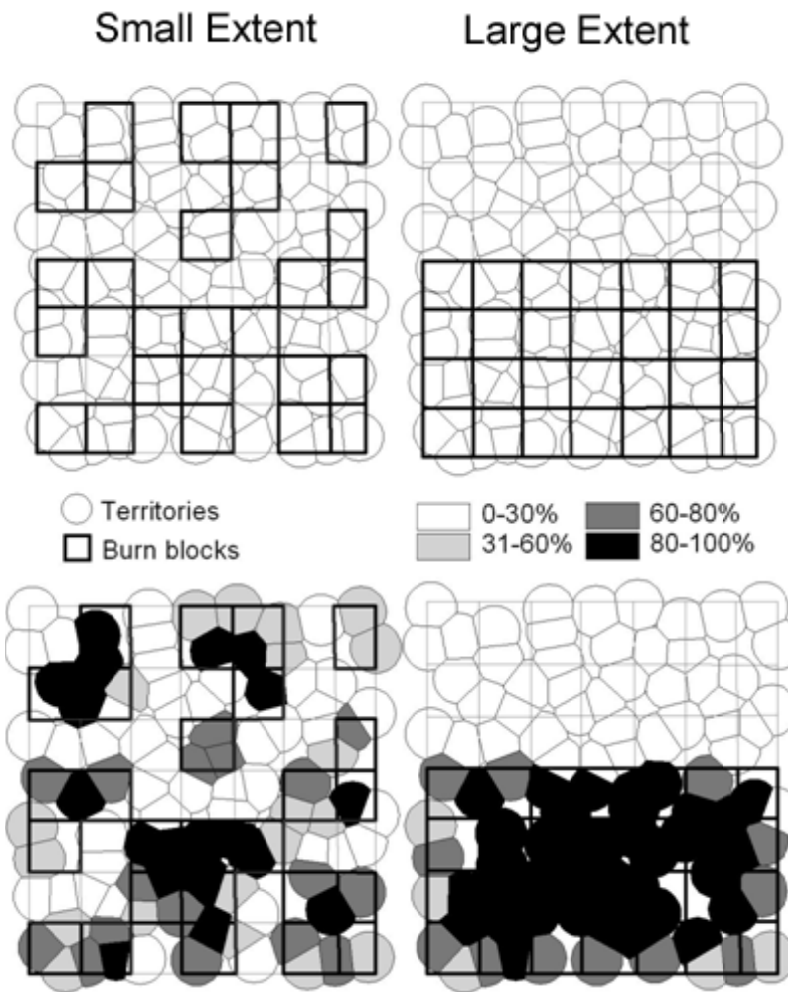 Small Extent
Large Extent
Territories
Burn blocks
0-30%
60-80%
31-60%
80-100%